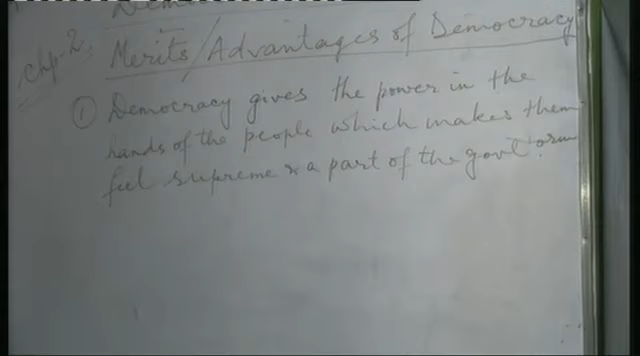 Chp-2.
Merits/Advantages of Democracy
① Democracy gives the power in the
hands of the people which makes them
feel supreme & a part of the govt